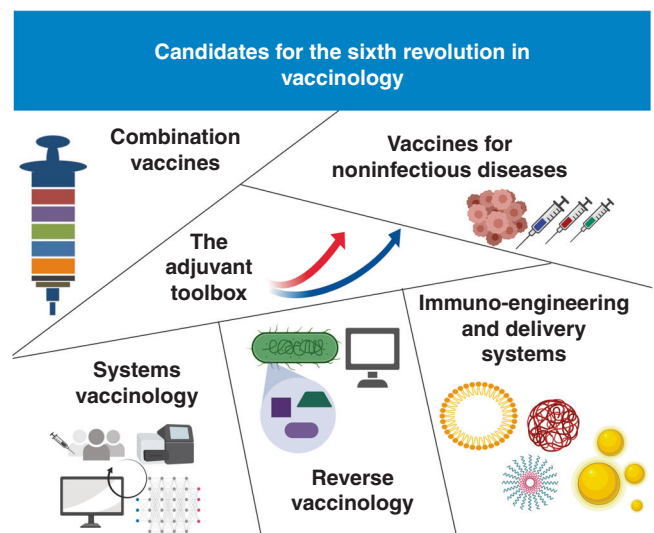 Candidates for the sixth revolution in
vaccinology
Combination
vaccines
Vaccines for
noninfectious diseases
The
adjuvant
toolbox
Immuno-engineering
and delivery
systems
Systems
vaccinology
Reverse
vaccinology